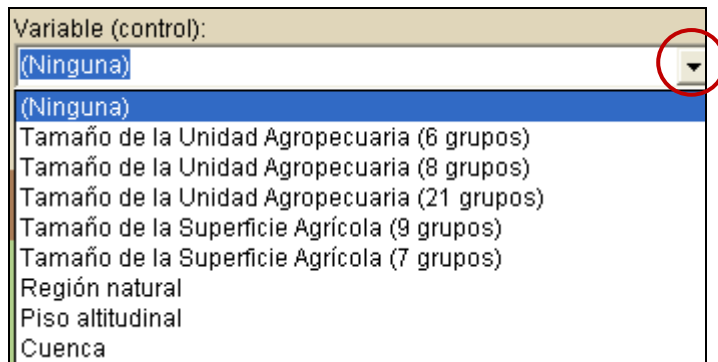 Variable (control):
(Ninguna)
(Ninguna)
Tamaño de la Unidad Agropecuaria (6 grupos)
Tamaño de la Unidad Agropecuaria (8 grupos)
Tamaño de la Unidad Agropecuaria (21 grupos)
Tamaño de la Superficie Agrícola (9 grupos)
Tamaño de la Superficie Agrícola (7 grupos)
Región natural
Piso altitudinal
Cuenca